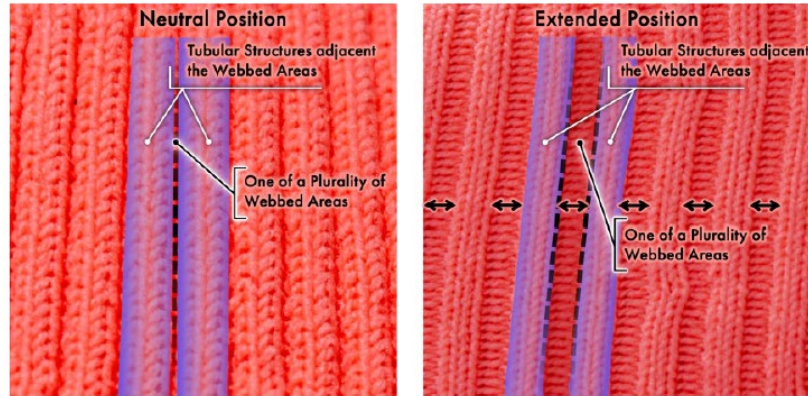 Neutral Position
Tubular Structures adjacent
the Webbed Areas
One of a Plurality of
Webbed Areas
Extended Position
Tubular Structures adjacent
the Webbed Areas
One of a Plurality of
Webbed Areas